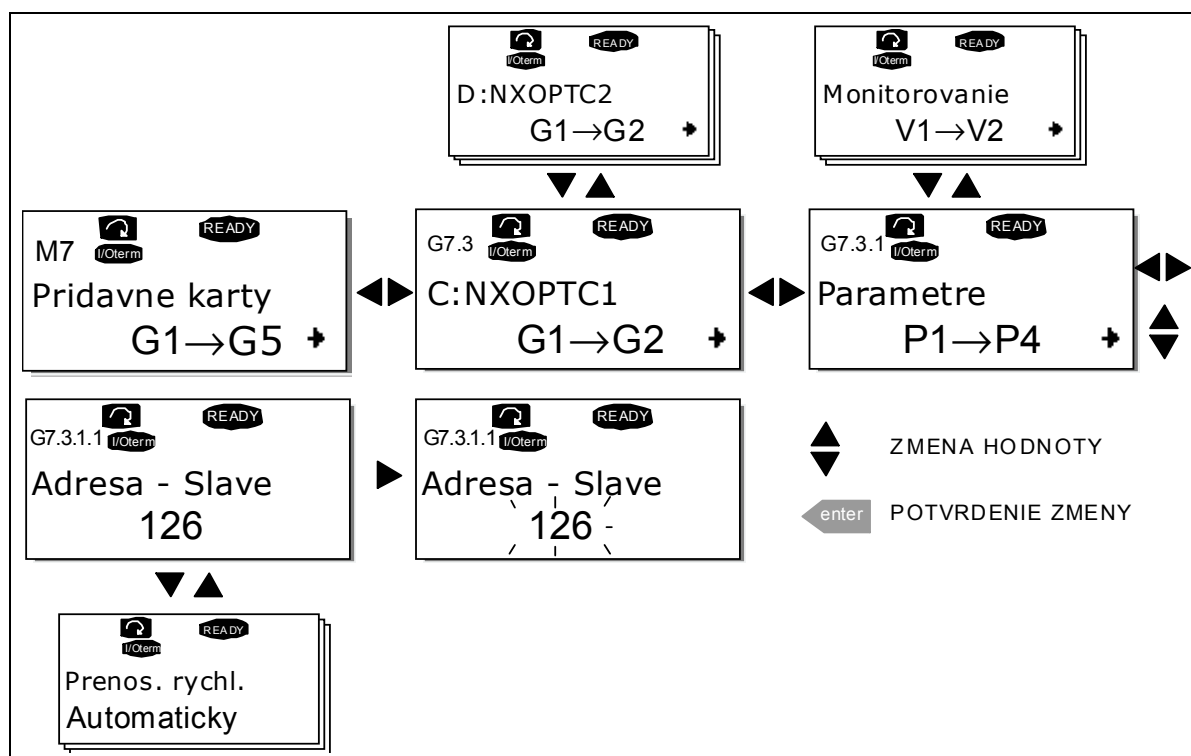 READY
I/Oterm
D:NXOPTC2
G1→G2
READY
I/Oterm
Monitorovanie
V1→V2
M7
READY
I/Oterm
Pridavne karty
G1→G5
G7.3
READY
I/Oterm
C:NXOPTC1
G1→G2
G7.3.1
READY
I/Oterm
Parametre
P1→P4
READY
G7.3.1.1 I/Oterm
Adresa - Slave
126
READY
G7.3.1.1 I/Oterm
Adresa - Slave
126
ZMENA HODNOTY
enter POTVRDENIE ZMENY
READY
I/Oterm
Prenos. rychl.
Automaticky